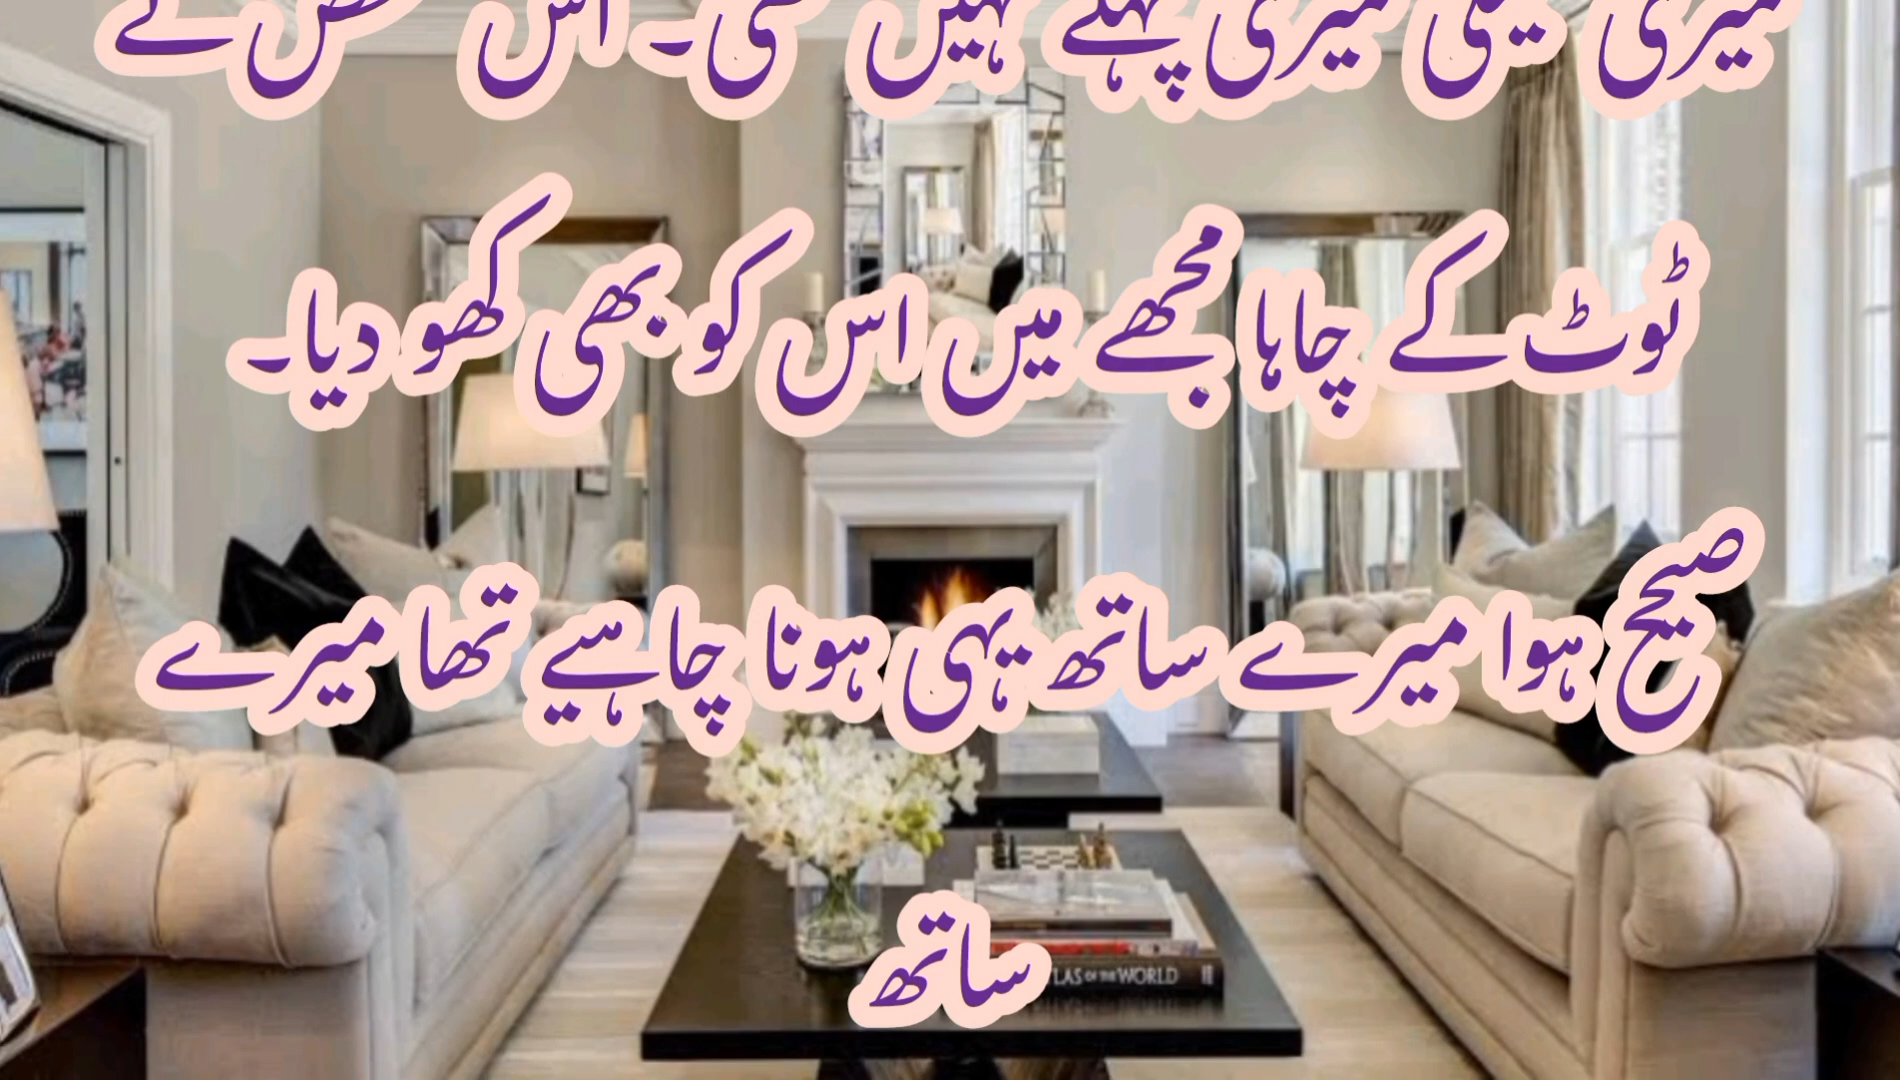 میری پہلے نہیں تھی۔ اس شخص نے
ٹوٹ کے چاہا مجھے میں اس کو بھی کھو دیا۔
صحیح ہوا میرے ساتھ یہی ہونا چاہیے تھا میرے
ساتھ
LAS OF THE WORLD